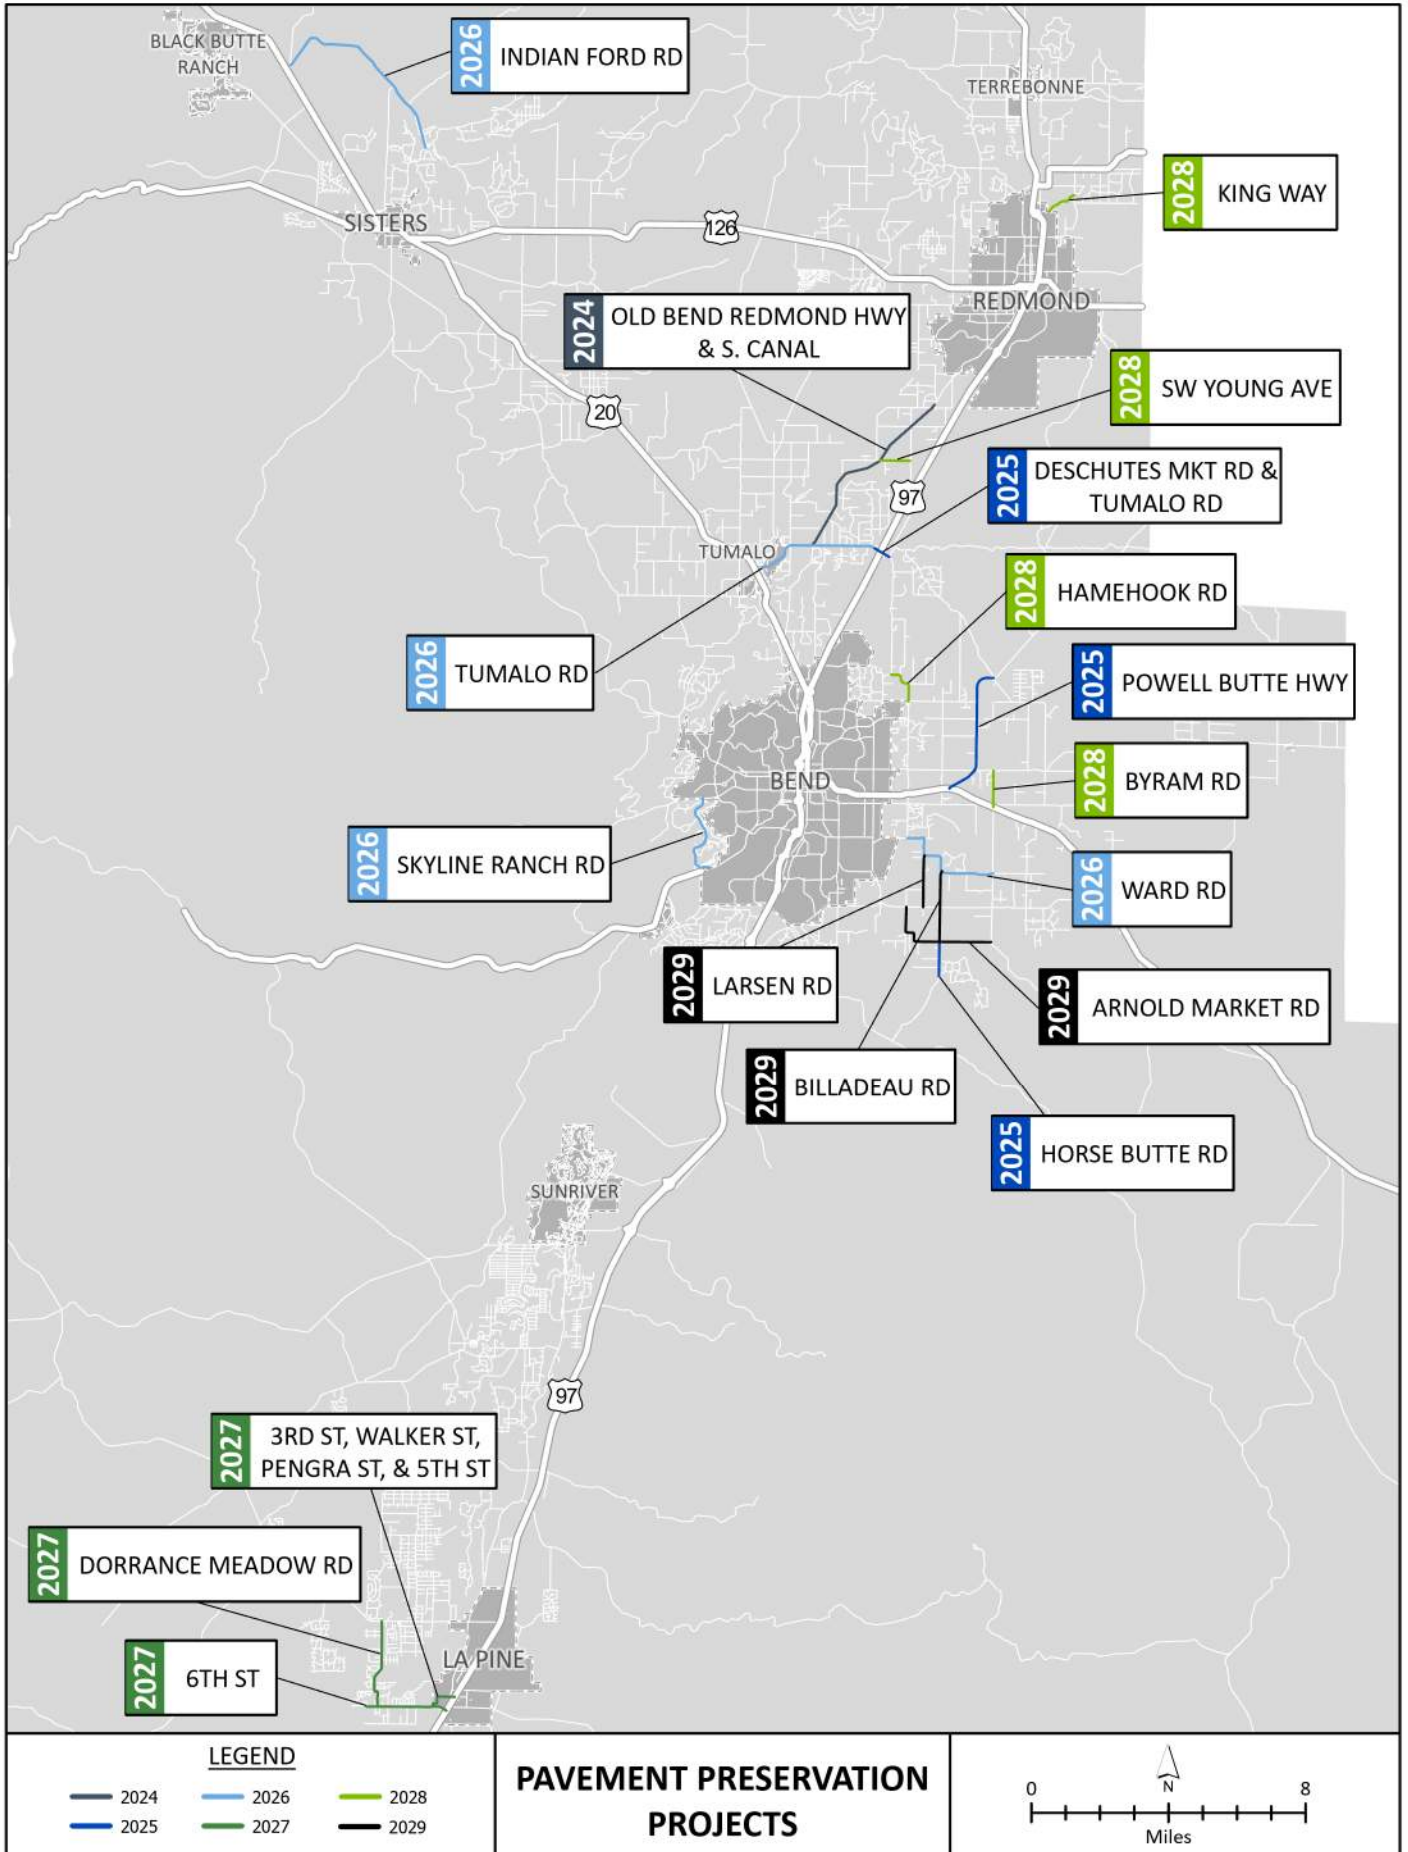 BLACK BUTTE
RANCH
2026
INDIAN FORD RD
TERREBONNE
2028
KING WAY
SISTERS
126
REDMOND
2024
OLD BEND REDMOND HWY
& S. CANAL
2028
SW YOUNG AVE
20
2025
DESCHUTES MKT RD &
TUMALO RD
97
TUMALO
2028
HAMEHOOK RD
2026
TUMALO RD
2025
POWELL BUTTE HWY
BEND
2028
BYRAM RD
2026
SKYLINE RANCH RD
2026
WARD RD
2029
LARSEN RD
2029
ARNOLD MARKET RD
2029
BILLADEAU RD
2025
HORSE BUTTE RD
SUNRIVER
97
2027
3RD ST, WALKER ST,
PENGRA ST, & 5TH ST
2027
DORRANCE MEADOW RD
2027
6TH ST
LA PINE
LEGEND
2024
2026
2028
2025
2027
2029
PAVEMENT PRESERVATION
PROJECTS
0
N
8
Miles